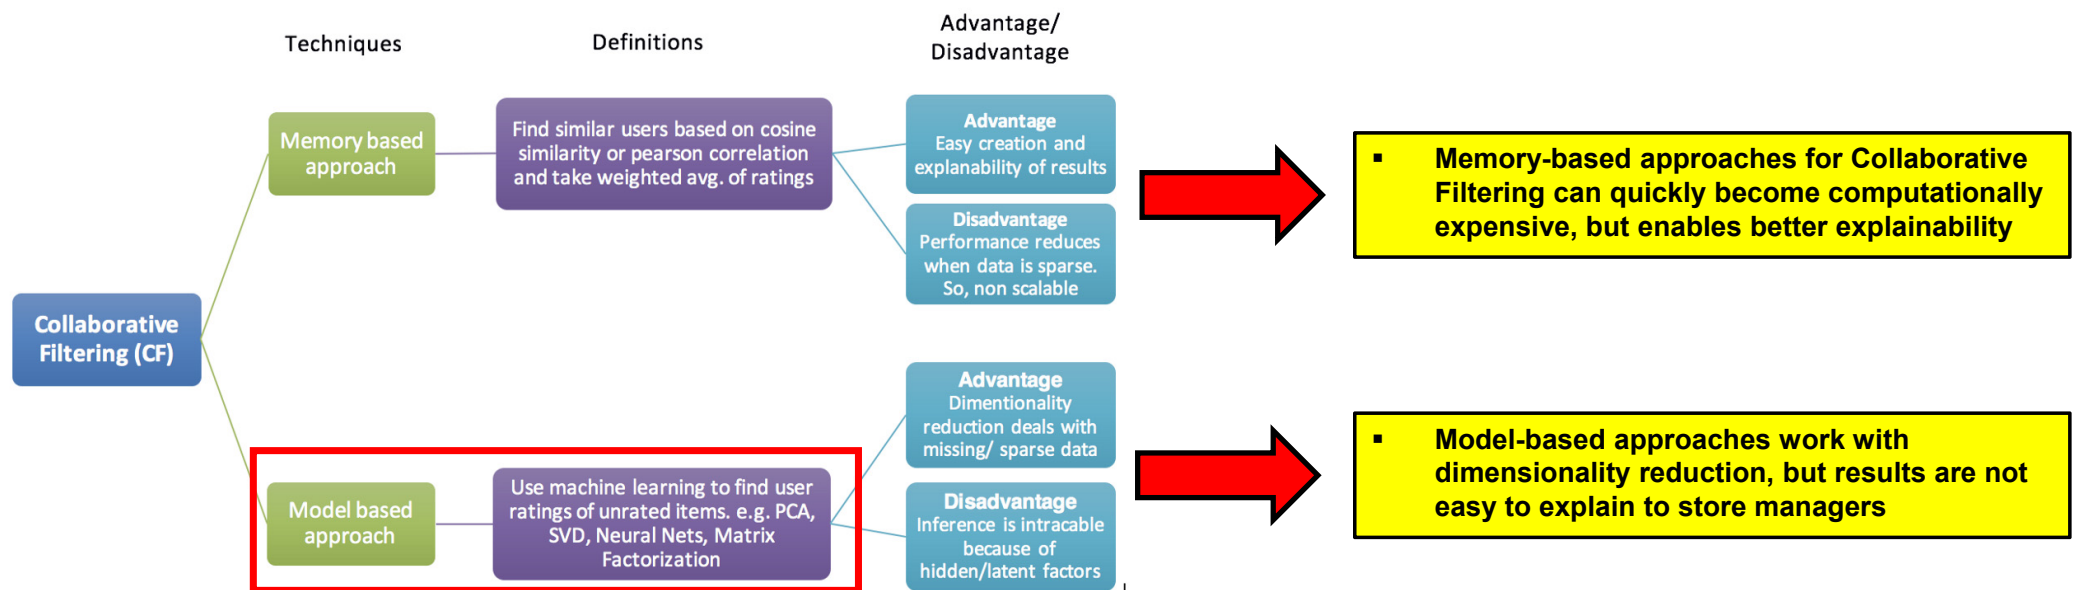 Techniques
Definitions
Advantage/
Disadvantage
Collaborative
Filtering (CF)
Memory based
approach
Find similar users based on cosine
similarity or pearson correlation
and take weighted avg. of ratings
Advantage
Easy creation and
explanability of results
Disadvantage
Performance reduces
when data is sparse.
So, non scalable
▪ Memory-based approaches for Collaborative
Filtering can quickly become computationally
expensive, but enables better explainability
Model based
approach
Use machine learning to find user
ratings of unrated items. e.g. PCA,
SVD, Neural Nets, Matrix
Factorization
Advantage
Dimentionality
reduction deals with
missing/ sparse data
Disadvantage
Inference is intracable
because of
hidden/latent factors
▪ Model-based approaches work with
dimensionality reduction, but results are not
easy to explain to store managers